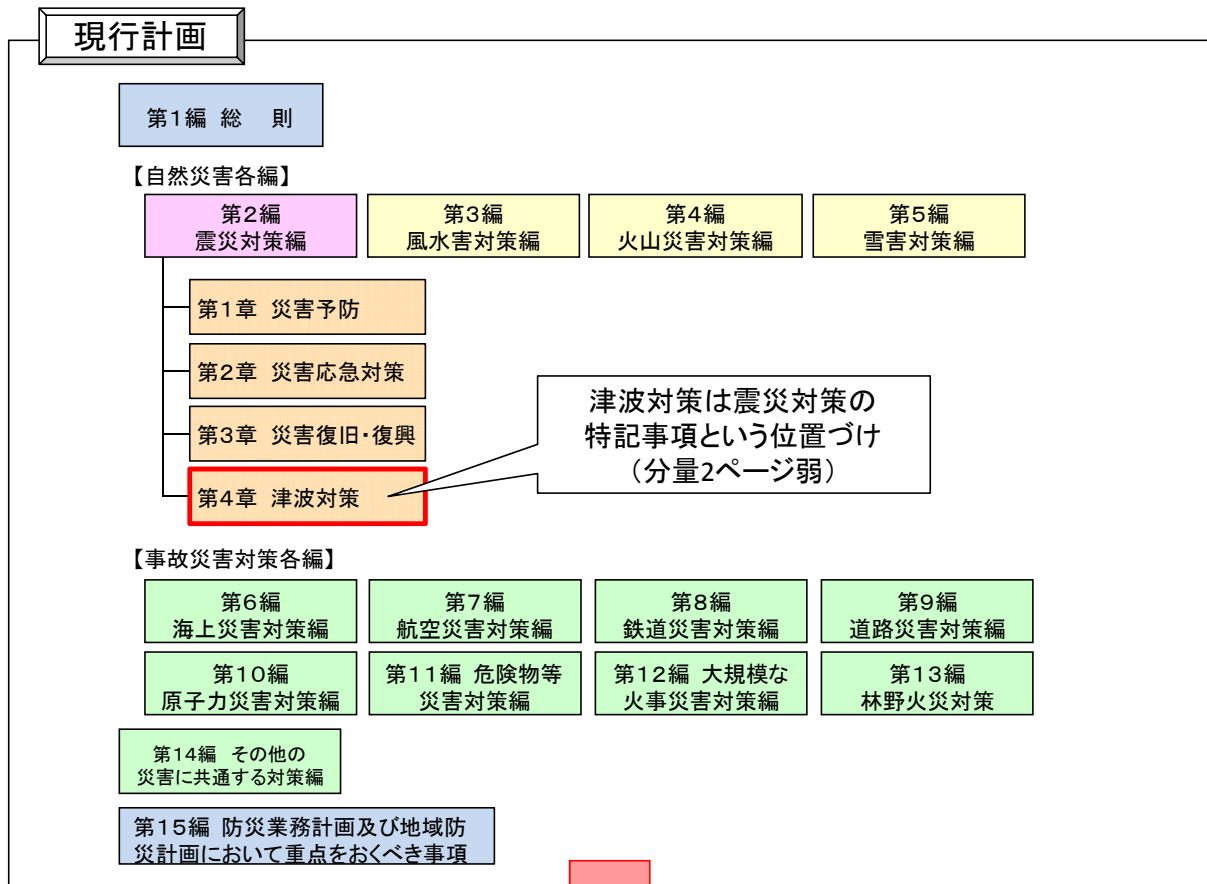 現行計画
第1編 総　則
【自然災害各編】
第2編
震災対策編
第3編
風水害対策編
第4編
火山災害対策編
第5編
雪害対策編
第1章 災害予防
第2章 災害応急対策
第3章 災害復旧・復興
第4章 津波対策
津波対策は震災対策の
特記事項という位置づけ
（分量2ページ弱）
【事故災害対策各編】
第6編
海上災害対策編
第7編
航空災害対策編
第8編
鉄道災害対策編
第9編
道路災害対策編
第10編
原子力災害対策編
第11編 危険物等
災害対策編
第12編 大規模な
火事災害対策編
第13編
林野火災対策
第14編 その他の
災害に共通する対策編
第15編 防災業務計画及び地域防
災計画において重点をおくべき事項